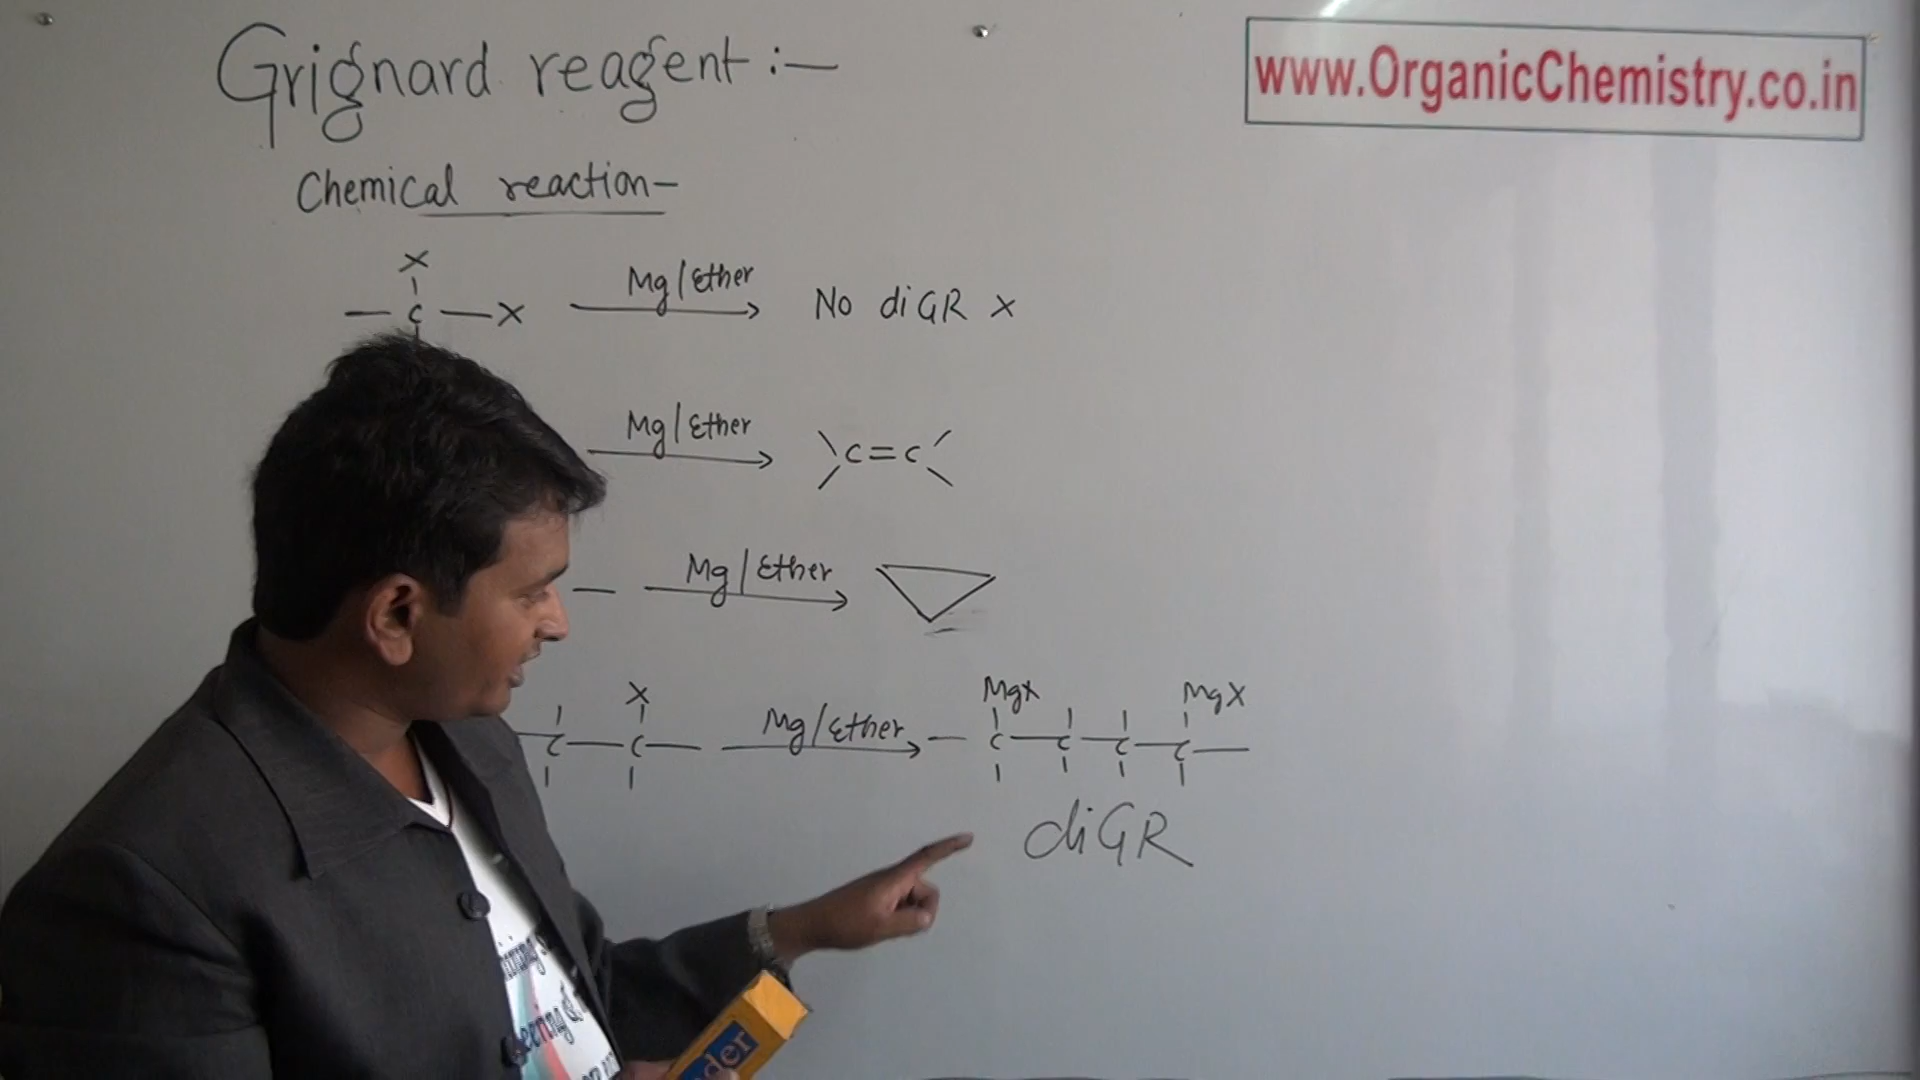 Grignard reagent :—
www.OrganicChemistry.co.in
Chemical reaction—
X
— C — X
Mg/Ether
No diGR X
Mg/Ether
C=C
Mg/Ether
X
C — C —
Mg/Ether
MgX MgX
— C — C — C — C —
diGR
der